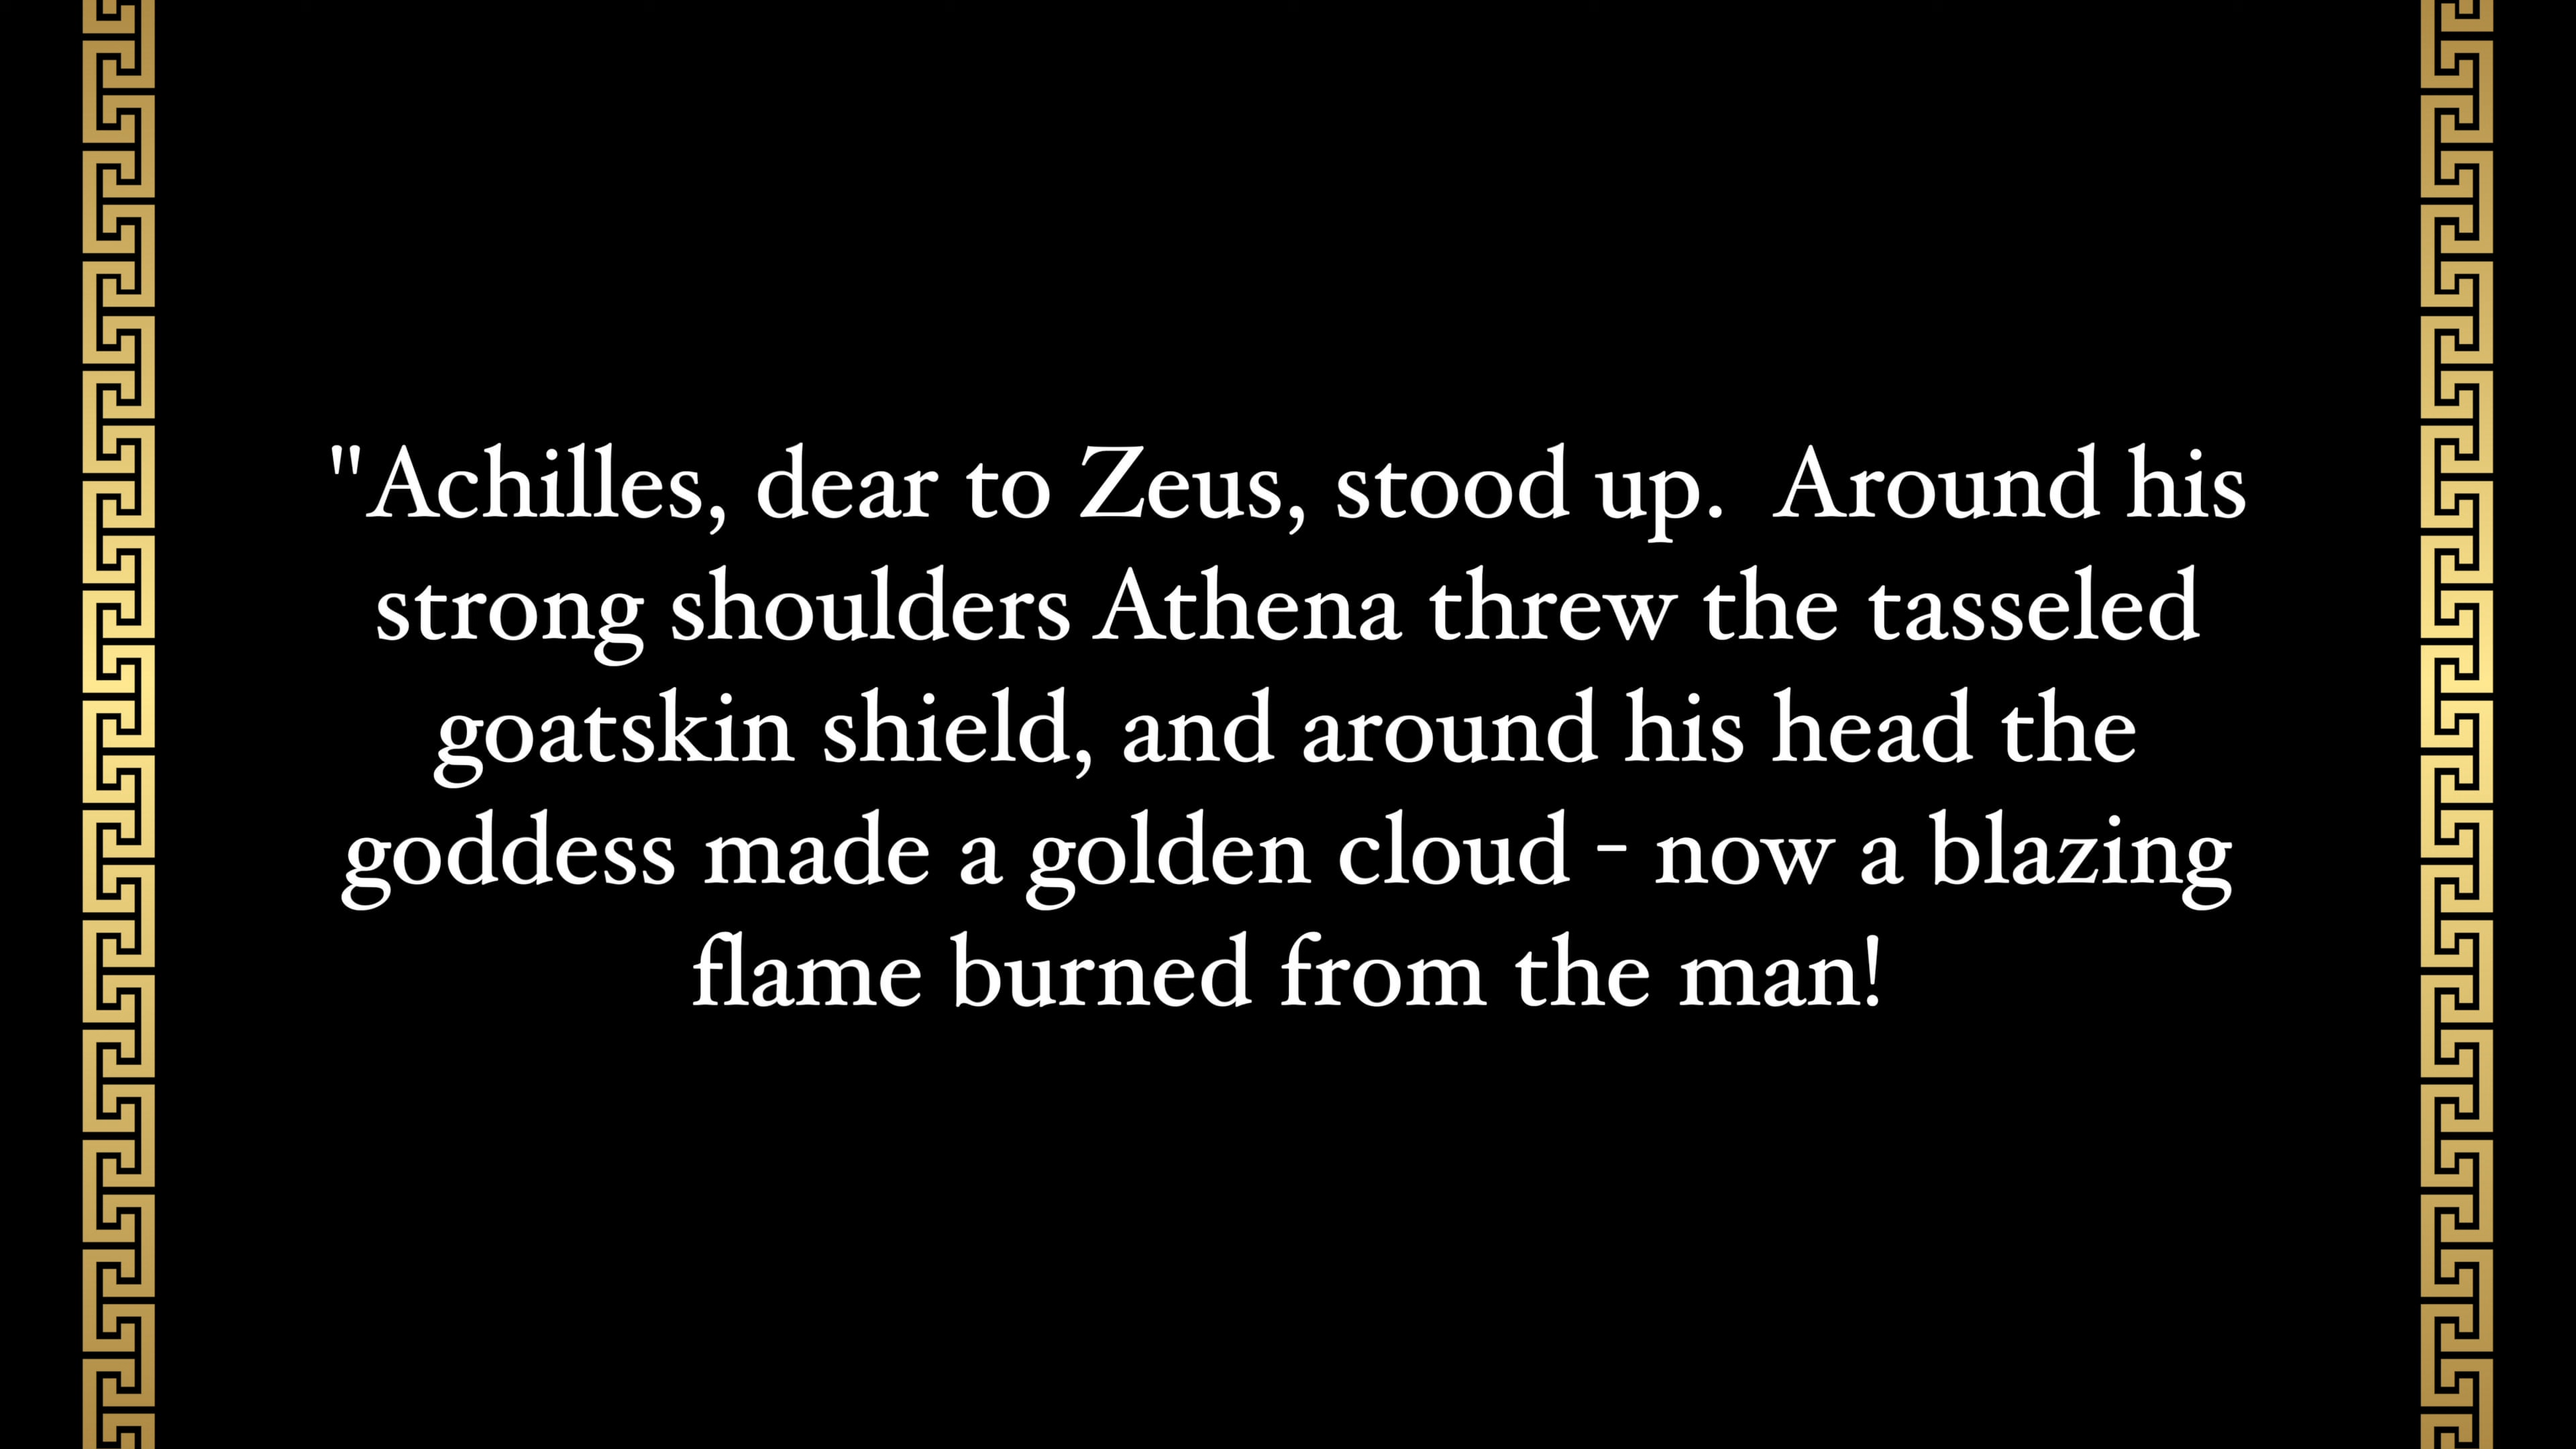 "Achilles, dear to Zeus, stood up.  Around his
strong shoulders Athena threw the tasseled
goatskin shield, and around his head the
goddess made a golden cloud - now a blazing
flame burned from the man!